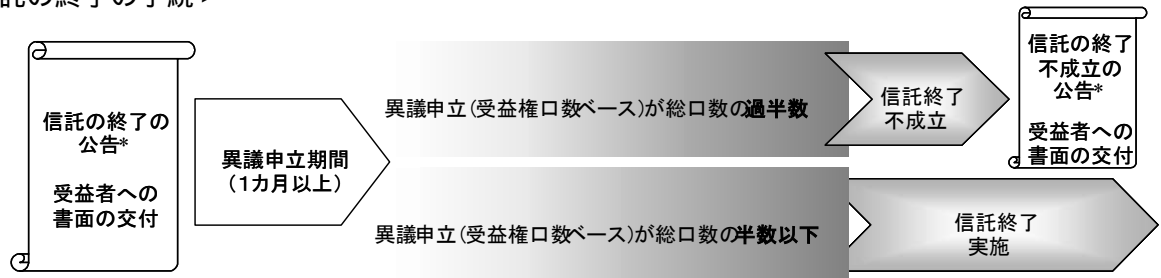 託の終了の手続>
信託の終了の
公告*
受益者への
書面の交付
異議申立期間
(1カ月以上)
異議申立(受益権口数ベース)が総口数の過半数
信託終了
不成立
信託の終了
不成立の
公告*
受益者への
書面の交付
異議申立(受益権口数ベース)が総口数の半数以下
信託終了
実施